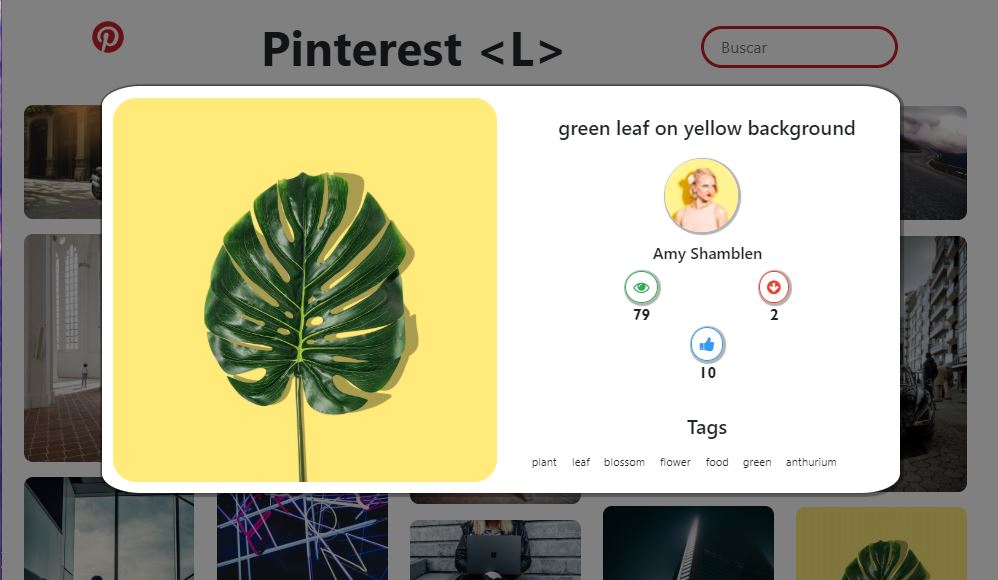 Pinterest <L>
Buscar
green leaf on yellow background
Amy Shamblen
79
2
10
Tags
plant leaf blossom flower food green anthurium